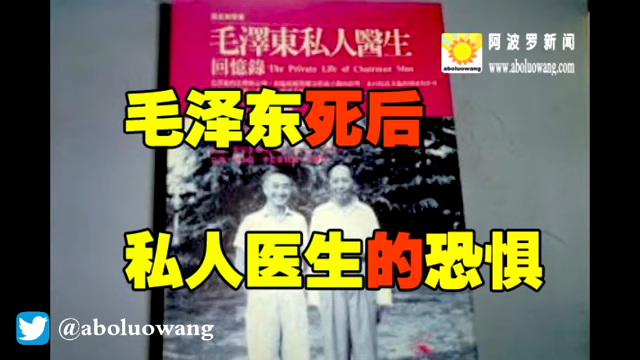 阿波罗新闻
www.aboluowang.com
毛澤東私人醫生
回憶錄 The Private Life of Chairman Mao
毛泽东死后
私人医生的恐惧
@aboluowang